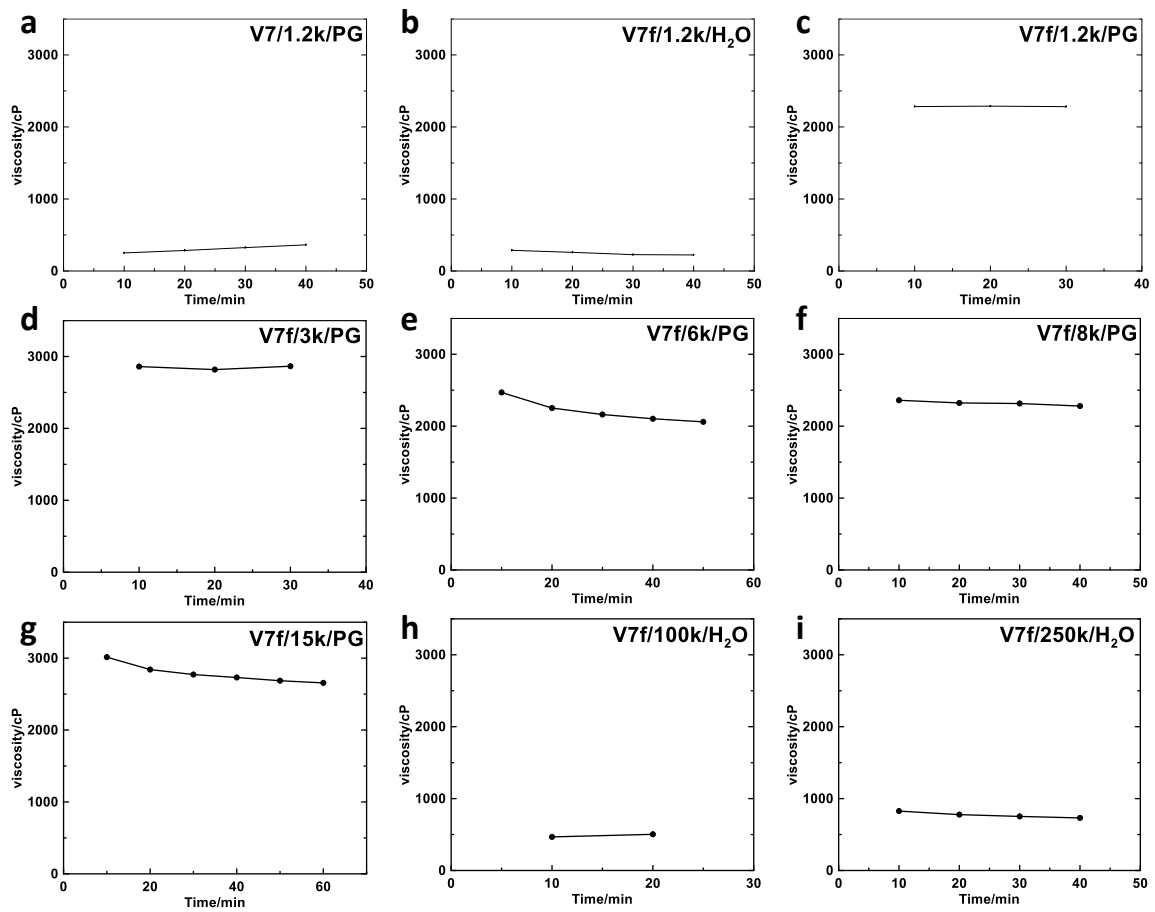 a
V7/1.2k/PG
viscosity/cP
3000
2000
1000
0
0 10 20 30 40 50
Time/min
b
V7f/1.2k/H₂O
viscosity/cP
3000
2000
1000
0
0 10 20 30 40 50
Time/min
c
V7f/1.2k/PG
viscosity/cP
3000
2000
1000
0
0 10 20 30 40
Time/min
d
V7f/3k/PG
viscosity/cP
3000
2000
1000
0
0 10 20 30 40
Time/min
e
V7f/6k/PG
viscosity/cP
3000
2000
1000
0
0 20 40 60
Time/min
f
V7f/8k/PG
viscosity/cP
3000
2000
1000
0
0 10 20 30 40 50
Time/min
g
V7f/15k/PG
viscosity/cP
3000
2000
1000
0
0 20 40 60
Time/min
h
V7f/100k/H₂O
viscosity/cP
3000
2000
1000
0
0 10 20 30
Time/min
i
V7f/250k/H₂O
viscosity/cP
3000
2000
1000
0
0 10 20 30 40 50
Time/min